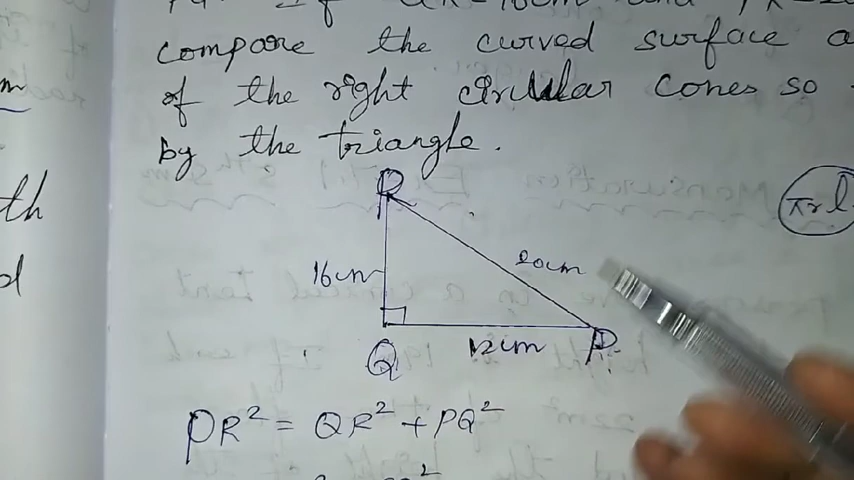 compare the curved surface a
of the right circular cones so
by the triangle.
m
th
d
R
πrl
20cm
16cm
Q
12cm
P
PR² = QR² + PQ²